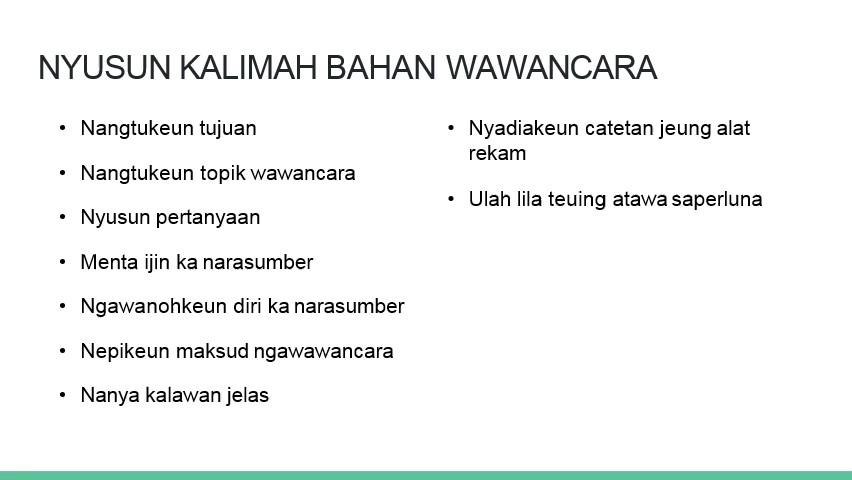 NYUSUN KALIMAH BAHAN WAWANCARA
• Nangtukeun tujuan
• Nangtukeun topik wawancara
• Nyusun pertanyaan
• Menta ijin ka narasumber
• Ngawanohkeun diri ka narasumber
• Nepikeun maksud ngawawancara
• Nanya kalawan jelas
• Nyadiakeun catetan jeung alat
rekam
• Ulah lila teuing atawa saperluna